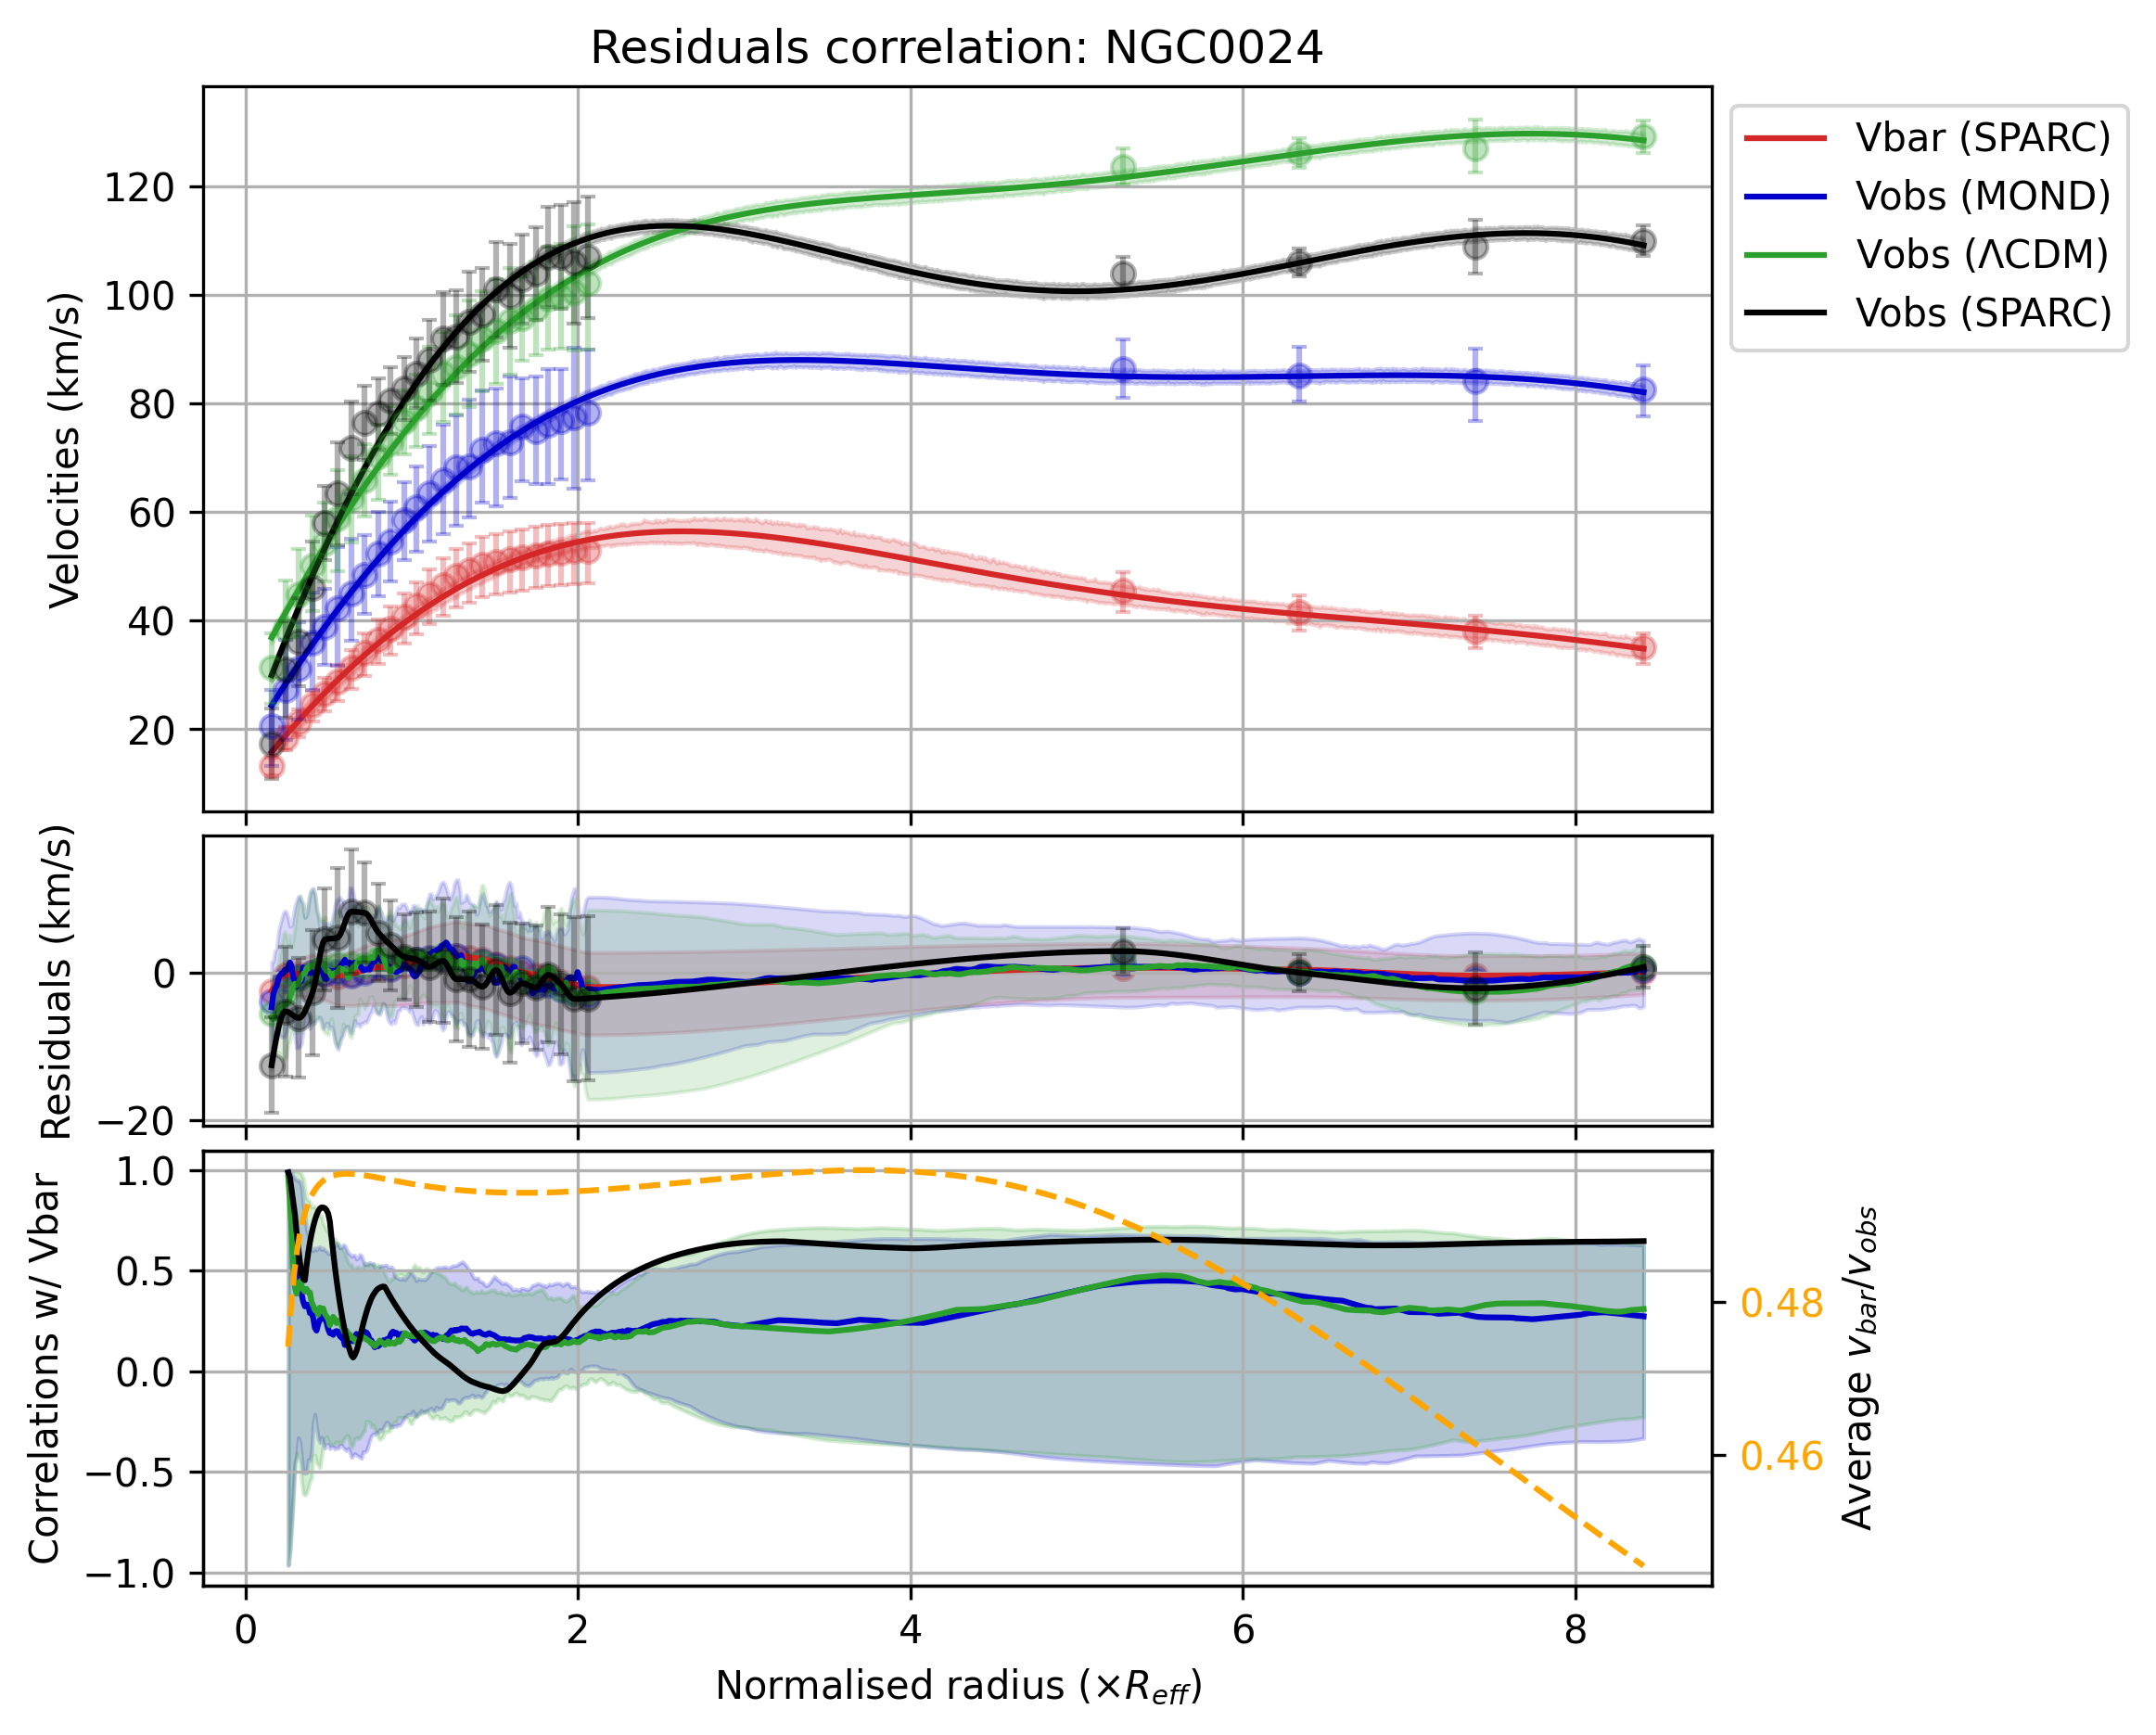 Residuals correlation: NGC0024
Vbar (SPARC)
Vobs (MOND)
Vobs (ΛCDM)
Vobs (SPARC)
Velocities (km/s)
120
100
80
60
40
20
Residuals (km/s)
0
−20
Correlations w/ Vbar
1.0
0.5
0.0
−0.5
−1.0
0.48
0.46
Average v_bar/v_obs
0 2 4 6 8
Normalised radius (×R_eff)